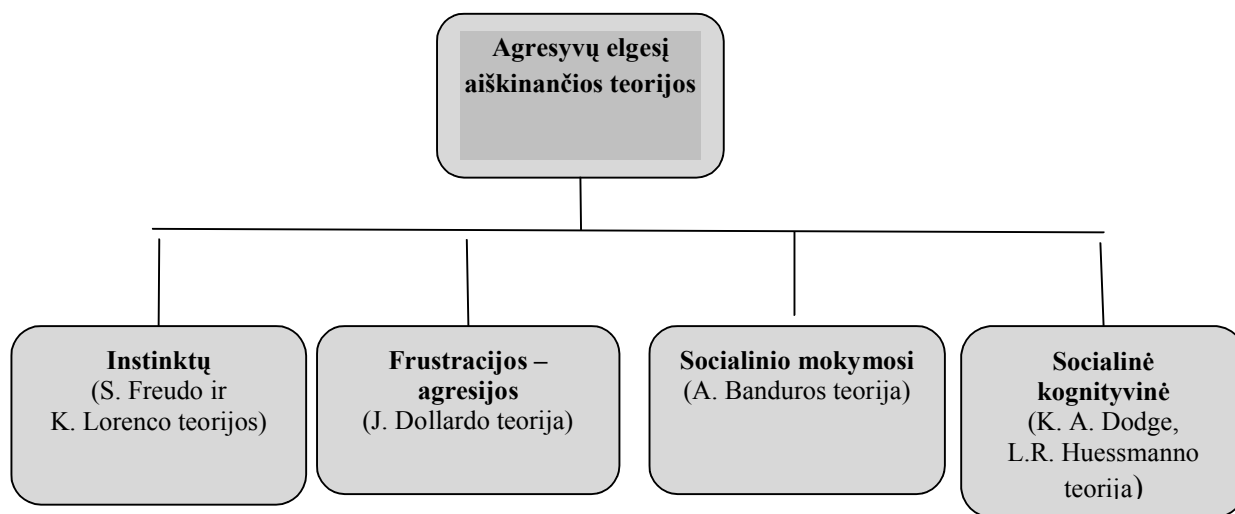 Agresyvų elgesį
aiškinančios teorijos
Instinktų
(S. Freudo ir
K. Lorenco teorijos)
Frustracijos –
agresijos
(J. Dollardo teorija)
Socialinio mokymosi
(A. Banduros teorija)
Socialinė
kognityvinė
(K. A. Dodge,
L.R. Huessmanno
teorija)